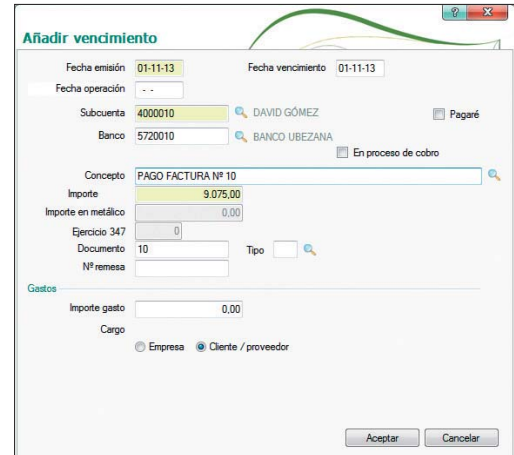 Añadir vencimiento
Fecha emisión 01-11-13 Fecha vencimiento 01-11-13
Fecha operación - -
Subcuenta 4000010 DAVID GÓMEZ Pagaré
Banco 5720010 BANCO UBEZANA
En proceso de cobro
Concepto PAGO FACTURA Nº 10
Importe 9.075,00
Importe en metálico 0,00
Ejercicio 347 0
Documento 10 Tipo
Nº remesa
Gastos
Importe gasto 0,00
Cargo
Empresa Cliente / proveedor
Aceptar Cancelar